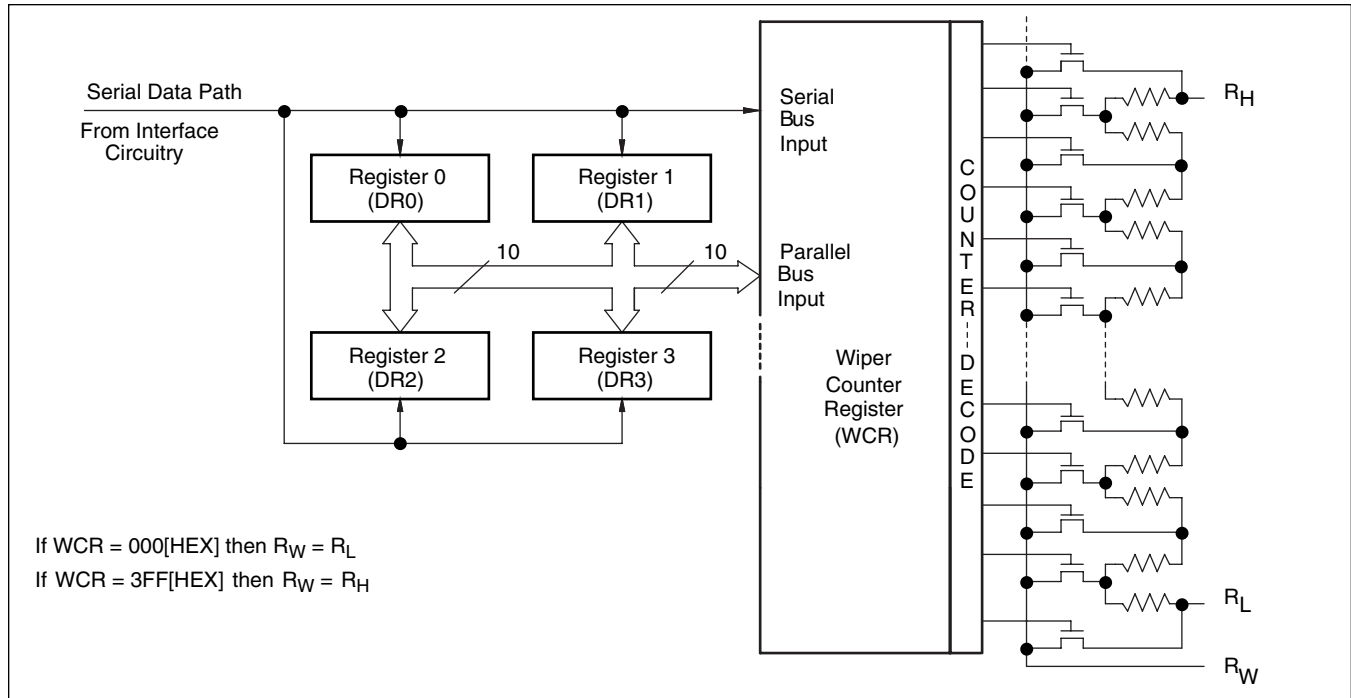 Serial Data Path
From Interface
Circuitry
Register 0
(DR0)
Register 1
(DR1)
10
10
Register 2
(DR2)
Register 3
(DR3)
Serial
Bus
Input
Parallel
Bus
Input
Wiper
Counter
Register
(WCR)
COUNTER---DECODE
RH
RL
RW
If WCR = 000[HEX] then RW = RL
If WCR = 3FF[HEX] then RW = RH